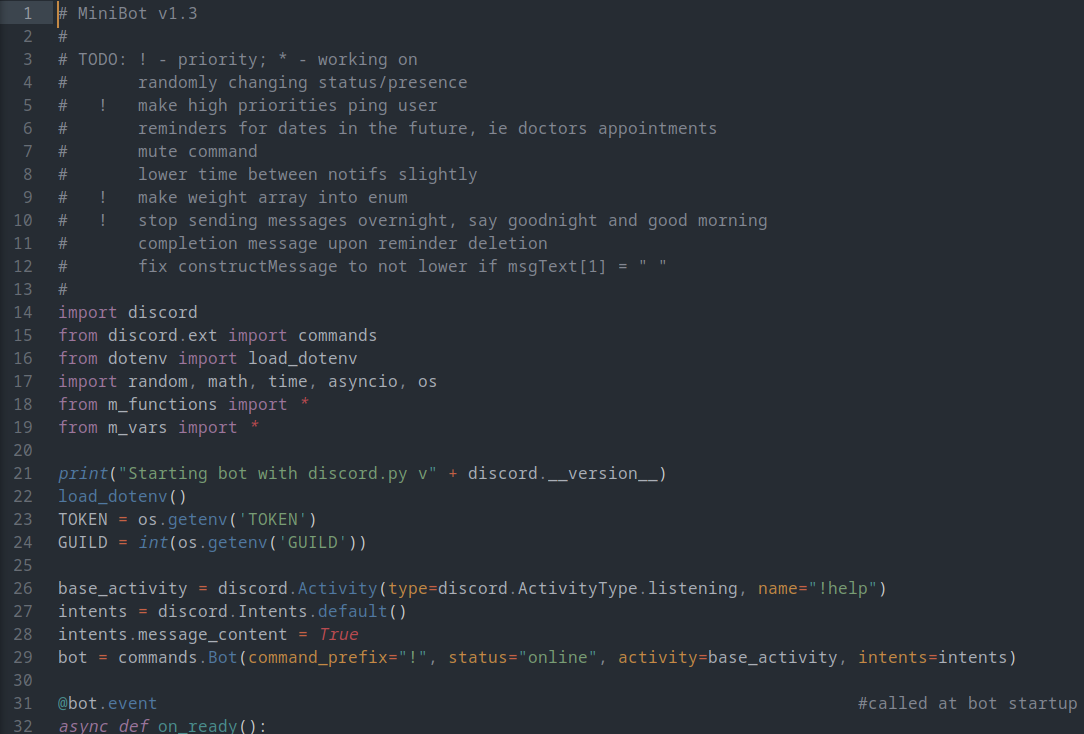 1 # MiniBot v1.3
2 #
3 # TODO: ! - priority; * - working on
4 #       randomly changing status/presence
5 #   !   make high priorities ping user
6 #       reminders for dates in the future, ie doctors appointments
7 #       mute command
8 #       lower time between notifs slightly
9 #   !   make weight array into enum
10 #   !   stop sending messages overnight, say goodnight and good morning
11 #       completion message upon reminder deletion
12 #       fix constructMessage to not lower if msgText[1] = " "
13 #
14 import discord
15 from discord.ext import commands
16 from dotenv import load_dotenv
17 import random, math, time, asyncio, os
18 from m_functions import *
19 from m_vars import *
20
21 print("Starting bot with discord.py v" + discord.__version__)
22 load_dotenv()
23 TOKEN = os.getenv('TOKEN')
24 GUILD = int(os.getenv('GUILD'))
25
26 base_activity = discord.Activity(type=discord.ActivityType.listening, name="!help")
27 intents = discord.Intents.default()
28 intents.message_content = True
29 bot = commands.Bot(command_prefix="!", status="online", activity=base_activity, intents=intents)
30
31 @bot.event                                                                      #called at bot startup
32 async def on_ready():